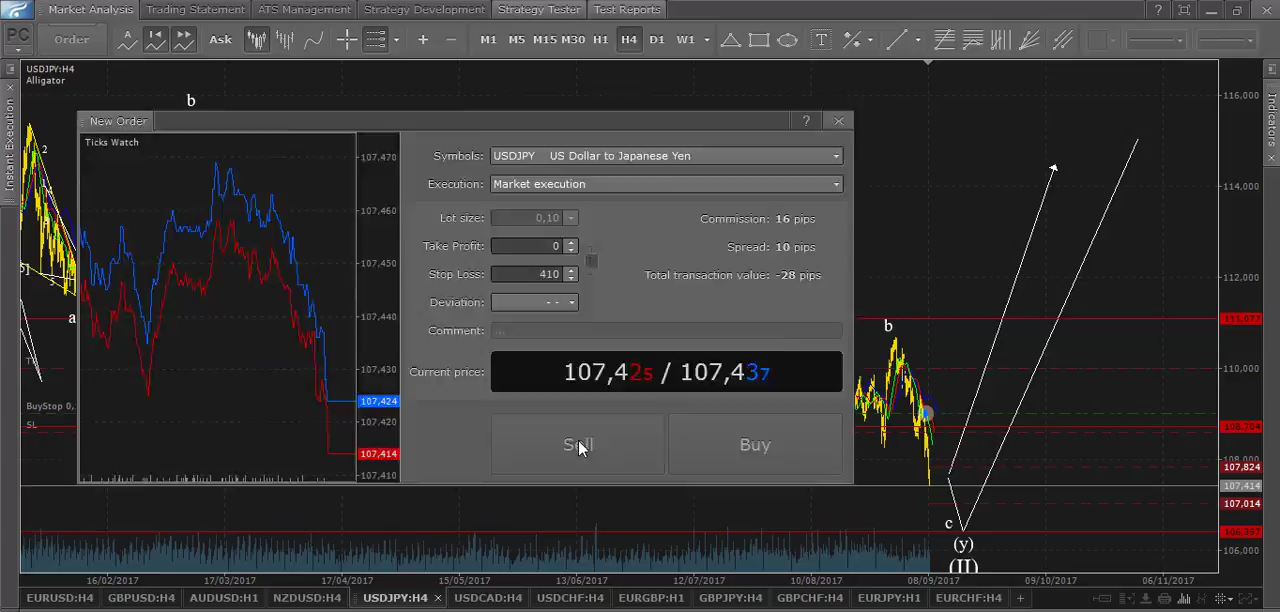 Market Analysis Trading Statement ATS Management Strategy Development Strategy Tester Test Reports ?
PC Order Ask M1 M5 M15 M30 H1 H4 D1 W1 T
USDJPY:H4
Alligator
Instant Execution
Indicators
b
2
a
BuyStop 0,
SL
New Order ?
Ticks Watch
107,470
107,460
107,450
107,440
107,430
107,424
107,420
107,414
107,410
Symbols: USDJPY US Dollar to Japanese Yen
Execution: Market execution
Lot size: 0,10 Commission: 16 pips
Take Profit: 0 Spread: 10 pips
Stop Loss: 410 Total transaction value: -28 pips
Deviation: - -
Comment: ...
Current price: 107,425 / 107,437
Sell Buy
b
c
(y)
(II)
116,000
114,000
112,000
111,077
110,000
108,704
108,000
107,824
107,414
107,014
106,397
106,000
16/02/2017 17/03/2017 17/04/2017 15/05/2017 13/06/2017 12/07/2017 10/08/2017 08/09/2017 09/10/2017 06/11/2017
EURUSD:H4 GBPUSD:H4 AUDUSD:H1 NZDUSD:H4 USDJPY:H4 USDCAD:H4 USDCHF:H4 EURGBP:H1 GBPJPY:H4 GBPCHF:H4 EURJPY:H1 EURCHF:H4 +